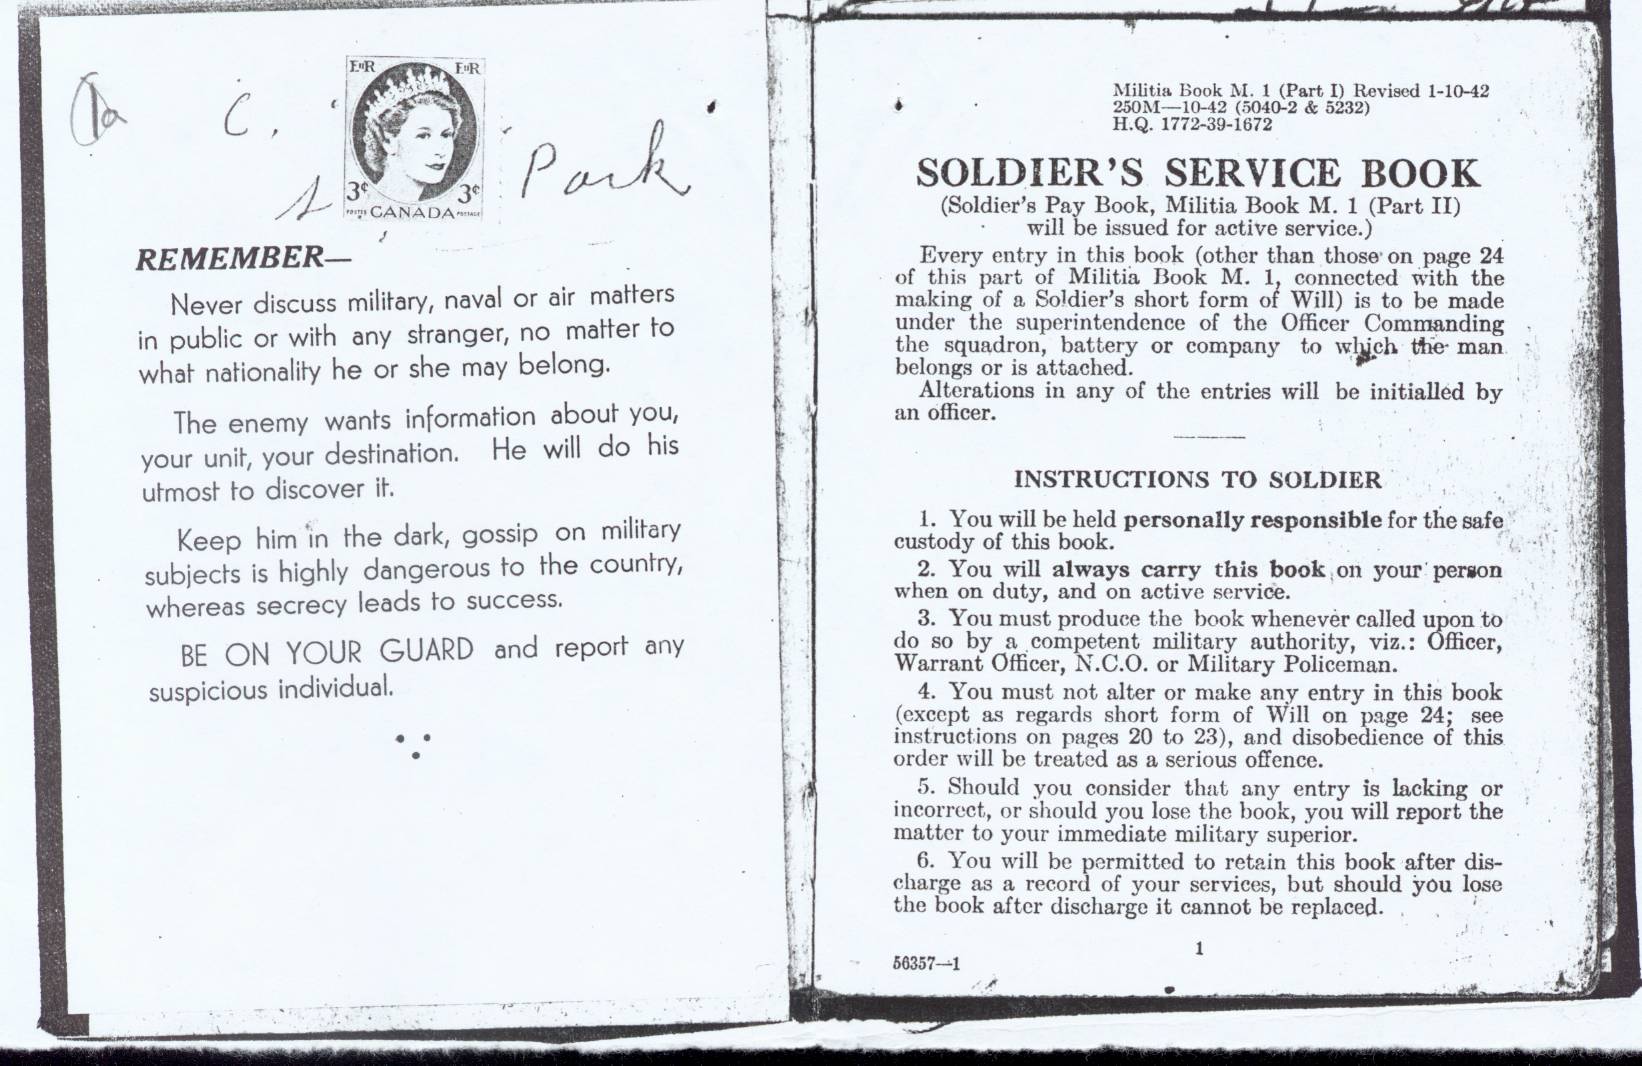 1a
C.
EIIR EIIR
3¢ 3¢
POSTES CANADA POSTAGE
Park
REMEMBER—
Never discuss military, naval or air matters
in public or with any stranger, no matter to
what nationality he or she may belong.
The enemy wants information about you,
your unit, your destination. He will do his
utmost to discover it.
Keep him in the dark, gossip on military
subjects is highly dangerous to the country,
whereas secrecy leads to success.
BE ON YOUR GUARD and report any
suspicious individual.
Militia Book M. 1 (Part I) Revised 1-10-42
250M—10-42 (5040-2 & 5232)
H.Q. 1772-39-1672
SOLDIER'S SERVICE BOOK
(Soldier's Pay Book, Militia Book M. 1 (Part II)
will be issued for active service.)
Every entry in this book (other than those on page 24
of this part of Militia Book M. 1, connected with the
making of a Soldier's short form of Will) is to be made
under the superintendence of the Officer Commanding
the squadron, battery or company to which the man
belongs or is attached.
Alterations in any of the entries will be initialled by
an officer.
INSTRUCTIONS TO SOLDIER
1. You will be held personally responsible for the safe
custody of this book.
2. You will always carry this book on your person
when on duty, and on active service.
3. You must produce the book whenever called upon to
do so by a competent military authority, viz.: Officer,
Warrant Officer, N.C.O. or Military Policeman.
4. You must not alter or make any entry in this book
(except as regards short form of Will on page 24; see
instructions on pages 20 to 23), and disobedience of this
order will be treated as a serious offence.
5. Should you consider that any entry is lacking or
incorrect, or should you lose the book, you will report the
matter to your immediate military superior.
6. You will be permitted to retain this book after dis-
charge as a record of your services, but should you lose
the book after discharge it cannot be replaced.
1
56357—1